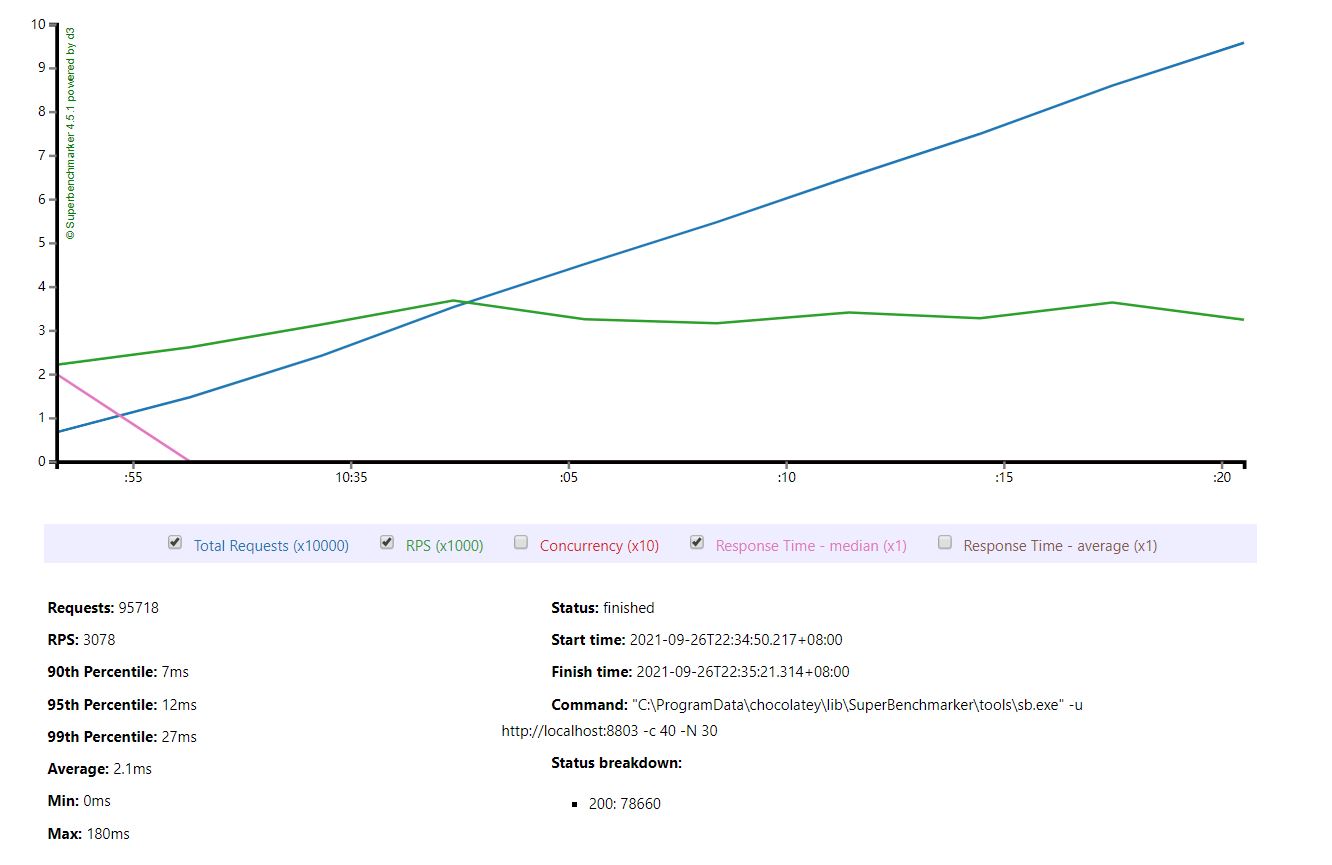 10
9
8
7
6
5
4
3
2
1
0
© Superbenchmarker 4.5.1 powered by d3
:55 10:35 :05 :10 :15 :20
Total Requests (x10000) RPS (x1000) Concurrency (x10) Response Time - median (x1) Response Time - average (x1)
Requests: 95718
RPS: 3078
90th Percentile: 7ms
95th Percentile: 12ms
99th Percentile: 27ms
Average: 2.1ms
Min: 0ms
Max: 180ms
Status: finished
Start time: 2021-09-26T22:34:50.217+08:00
Finish time: 2021-09-26T22:35:21.314+08:00
Command: "C:\ProgramData\chocolatey\lib\SuperBenchmarker\tools\sb.exe" -u
http://localhost:8803 -c 40 -N 30
Status breakdown:
200: 78660